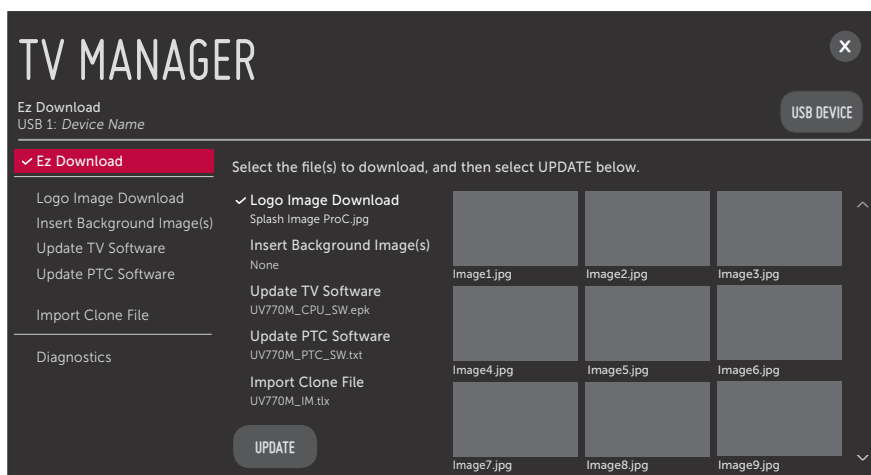 TV MANAGER
X
Ez Download
USB 1: Device Name
USB DEVICE
Ez Download
Logo Image Download
Insert Background Image(s)
Update TV Software
Update PTC Software
Import Clone File
Diagnostics
Select the file(s) to download, and then select UPDATE below.
Logo Image Download
Splash Image ProC.jpg
Insert Background Image(s)
None
Update TV Software
UV770M_CPU_SW.epk
Update PTC Software
UV770M_PTC_SW.txt
Import Clone File
UV770M_IM.tlx
UPDATE
Image1.jpg
Image2.jpg
Image3.jpg
Image4.jpg
Image5.jpg
Image6.jpg
Image7.jpg
Image8.jpg
Image9.jpg